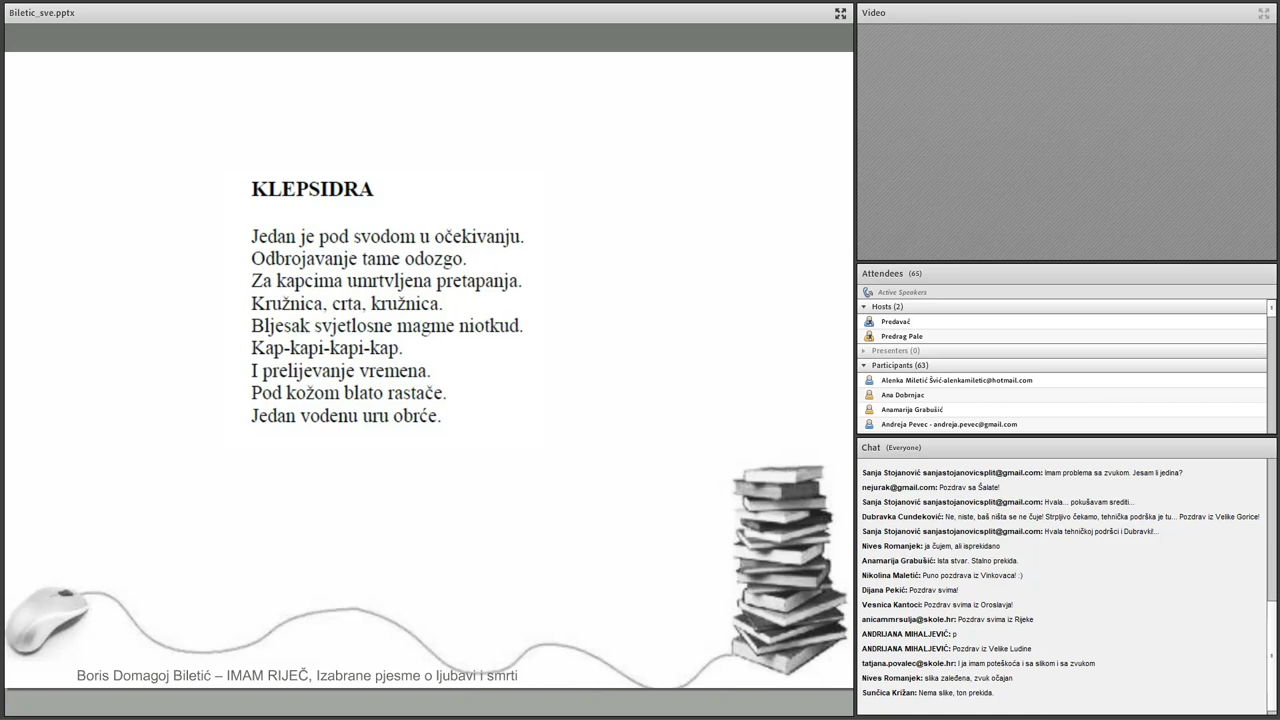 Biletic_sve.pptx
KLEPSIDRA
Jedan je pod svodom u očekivanju.
Odbrojavanje tame odozgo.
Za kapcima umrtvljena pretapanja.
Kružnica, crta, kružnica.
Bljesak svjetlosne magme niotkud.
Kap-kapi-kapi-kap.
I prelijevanje vremena.
Pod kožom blato rastače.
Jedan vodenu uru obrće.
Boris Domagoj Biletić – IMAM RIJEČ, Izabrane pjesme o ljubavi i smrti
Video
Attendees (65)
Active Speakers
Hosts (2)
Predavač
Predrag Pale
Presenters (0)
Participants (63)
Alenka Miletić Švić-alenkamiletic@hotmail.com
Ana Dobrnjac
Anamarija Grabušić
Andreja Pevec - andreja.pevec@gmail.com
Chat (Everyone)
Sanja Stojanović sanjastojanovicsplit@gmail.com: Imam problema sa zvukom. Jesam li jedina?
nejurak@gmail.com: Pozdrav sa Šalate!
Sanja Stojanović sanjastojanovicsplit@gmail.com: Hvala... pokušavam srediti...
Dubravka Cundeković: Ne, niste, baš ništa se ne čuje! Strpljivo čekamo, tehnička podrška je tu... Pozdrav iz Velike Gorice!
Sanja Stojanović sanjastojanovicsplit@gmail.com: Hvala tehničkoj podršci i Dubravki!...
Nives Romanjek: ja čujem, ali isprekidano
Anamarija Grabušić: Ista stvar. Stalno prekida.
Nikolina Maletić: Puno pozdrava iz Vinkovaca! :)
Dijana Pekić: Pozdrav svima!
Vesnica Kantoci: Pozdrav svima iz Oroslavja!
anicammrsulja@skole.hr: Pozdrav svima iz Rijeke
ANDRIJANA MIHALJEVIĆ: p
ANDRIJANA MIHALJEVIĆ: Pozdrav iz Velike Ludine
tatjana.povalec@skole.hr: I ja imam poteškoća i sa slikom i sa zvukom
Nives Romanjek: slika zaleđena, zvuk očajan
Sunčica Križan: Nema slike, ton prekida.